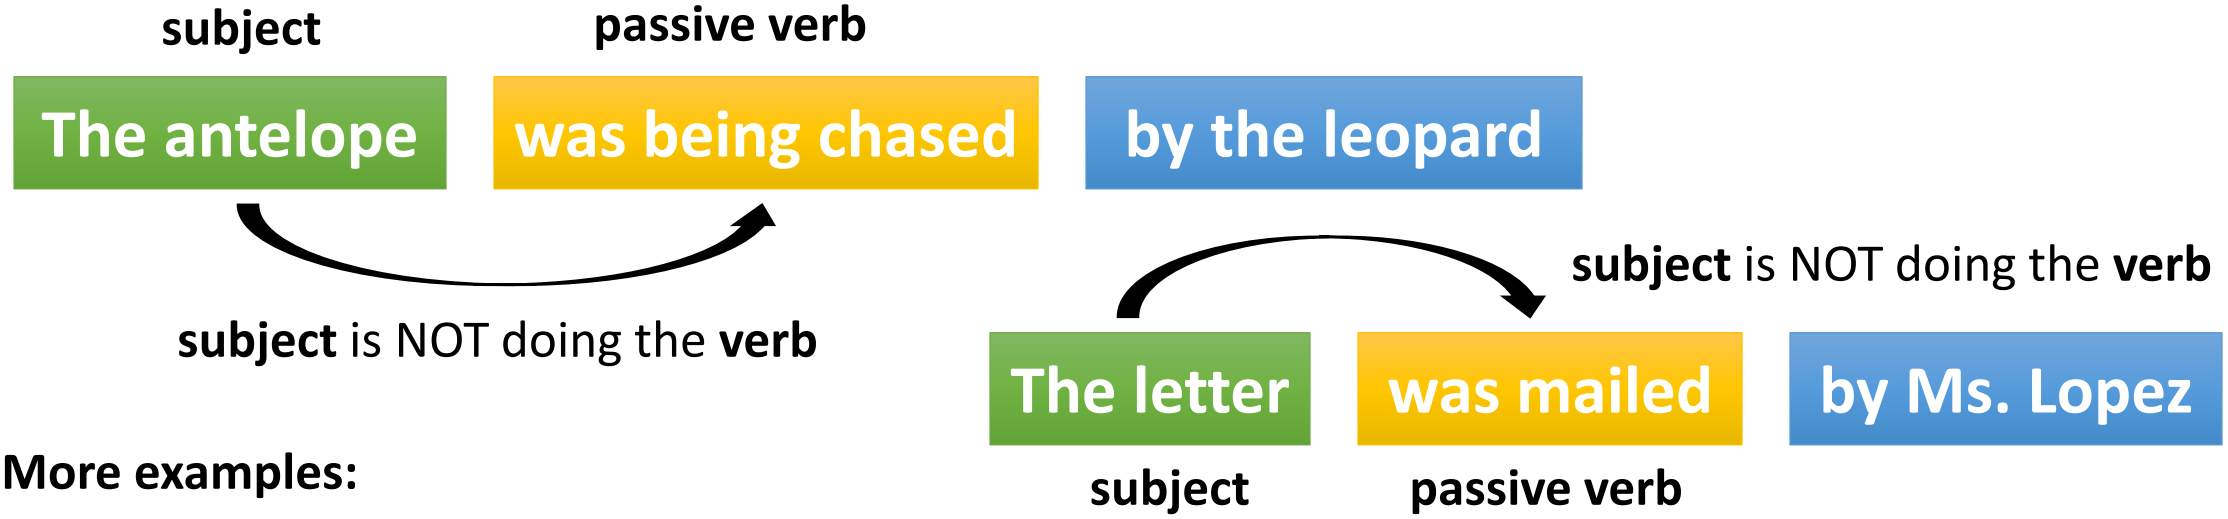 subject
passive verb
The antelope was being chased by the leopard
subject is NOT doing the verb
subject is NOT doing the verb
The letter was mailed by Ms. Lopez
subject
passive verb
More examples: